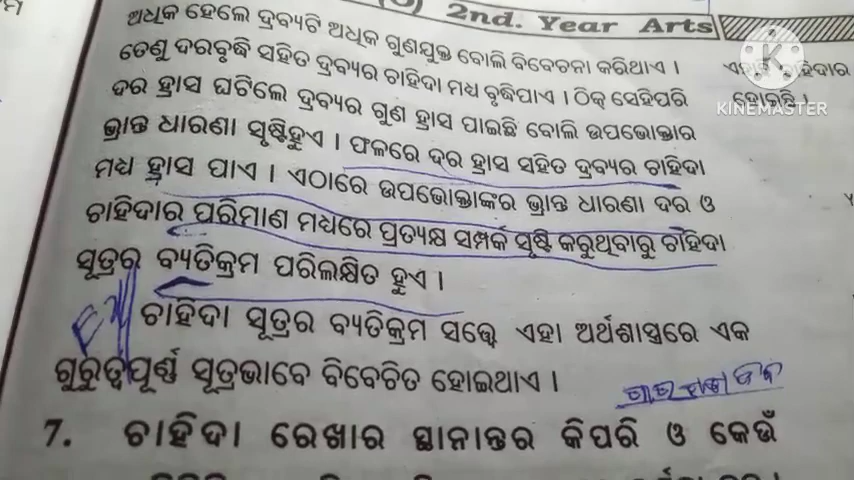 2nd. Year Arts
ଅଧିକ ହେଲେ ଦ୍ରବ୍ୟଟି ଅଧିକ ଗୁଣଯୁକ୍ତ ବୋଲି ବିବେଚନା କରିଥାଏ ।
ତେଣୁ ଦରବୃଦ୍ଧି ସହିତ ଦ୍ରବ୍ୟର ଚାହିଦା ମଧ୍ୟ ବୃଦ୍ଧିପାଏ । ଠିକ୍ ସେହିପରି
ଦର ହ୍ରାସ ଘଟିଲେ ଦ୍ରବ୍ୟର ଗୁଣ ହ୍ରାସ ପାଇଛି ବୋଲି ଉପଭୋକ୍ତାର
ଭ୍ରାନ୍ତ ଧାରଣା ସୃଷ୍ଟିହୁଏ । ଫଳରେ ଦର ହ୍ରାସ ସହିତ ଦ୍ରବ୍ୟର ଚାହିଦା
ମଧ୍ୟ ହ୍ରାସ ପାଏ । ଏଠାରେ ଉପଭୋକ୍ତାଙ୍କର ଭ୍ରାନ୍ତ ଧାରଣା ଦର ଓ
ଚାହିଦାର ପରିମାଣ ମଧ୍ୟରେ ପ୍ରତ୍ୟକ୍ଷ ସମ୍ପର୍କ ସୃଷ୍ଟି କରୁଥିବାରୁ ଚାହିଦା
ସୂତ୍ରର ବ୍ୟତିକ୍ରମ ପରିଲକ୍ଷିତ ହୁଏ ।
ଚାହିଦା ସୂତ୍ରର ବ୍ୟତିକ୍ରମ ସତ୍ତ୍ୱେ ଏହା ଅର୍ଥଶାସ୍ତ୍ରରେ ଏକ
ଗୁରୁତ୍ୱପୂର୍ଣ୍ଣ ସୂତ୍ରଭାବେ ବିବେଚିତ ହୋଇଥାଏ ।
7. ଚାହିଦା ରେଖାର ସ୍ଥାନାନ୍ତର କିପରି ଓ କେଉଁ
ହୋଇଛି ।
KINEMASTER